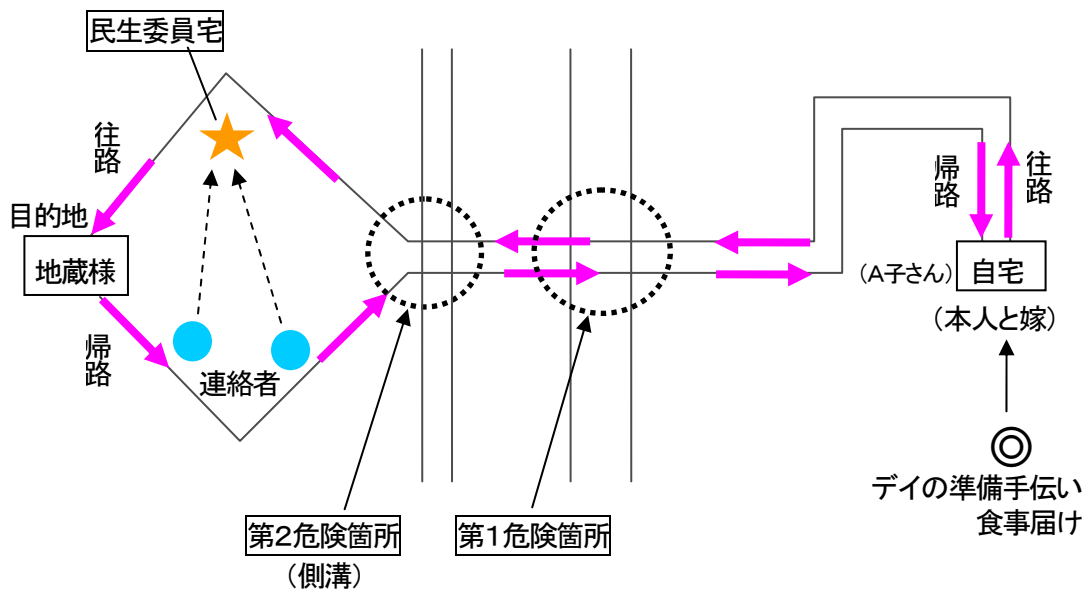 民生委員宅
往路
目的地
地蔵様
帰路
連絡者
帰路
往路
(A子さん)
自宅
(本人と嫁)
デイの準備手伝い
食事届け
第2危険箇所
(側溝)
第1危険箇所